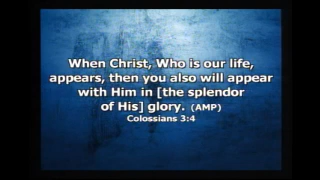 When Christ, Who is our life,
appears, then you also will appear
with Him in [the splendor
of His] glory. (AMP)
Colossians 3:4